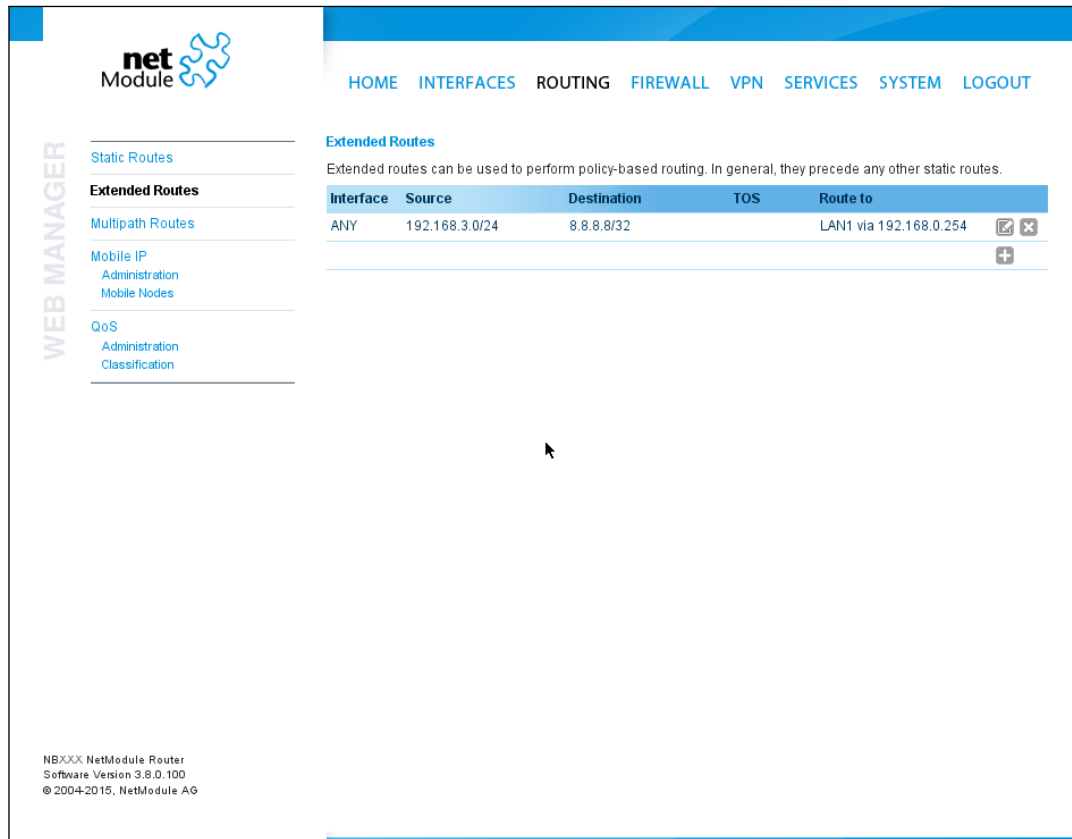 net
Module
HOME INTERFACES ROUTING FIREWALL VPN SERVICES SYSTEM LOGOUT
WEB MANAGER
Static Routes
Extended Routes
Multipath Routes
Mobile IP
Administration
Mobile Nodes
QoS
Administration
Classification
Extended Routes
Extended routes can be used to perform policy-based routing. In general, they precede any other static routes.
Interface Source Destination TOS Route to
ANY 192.168.3.0/24 8.8.8.8/32 LAN1 via 192.168.0.254
NBXXX NetModule Router
Software Version 3.8.0.100
© 2004-2015, NetModule AG